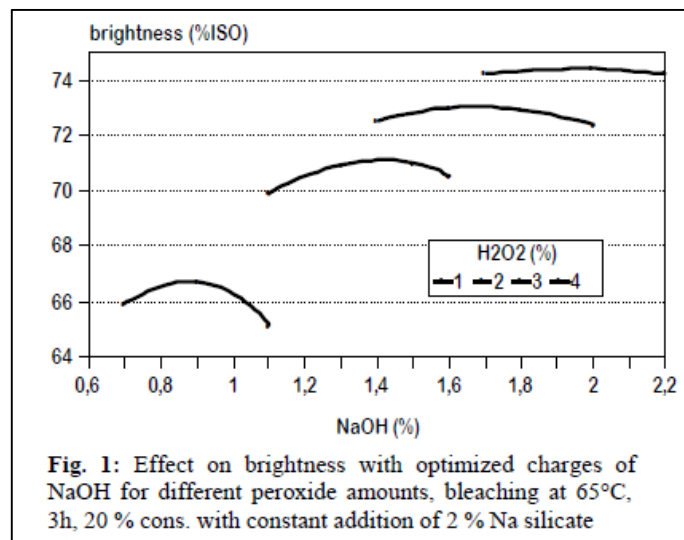 brightness (%ISO)
74
72
70
68
66
64
H2O2 (%)
1 2 3 4
0,6 0,8 1 1,2 1,4 1,6 1,8 2 2,2
NaOH (%)
Fig. 1: Effect on brightness with optimized charges of
NaOH for different peroxide amounts, bleaching at 65°C,
3h, 20 % cons. with constant addition of 2 % Na silicate